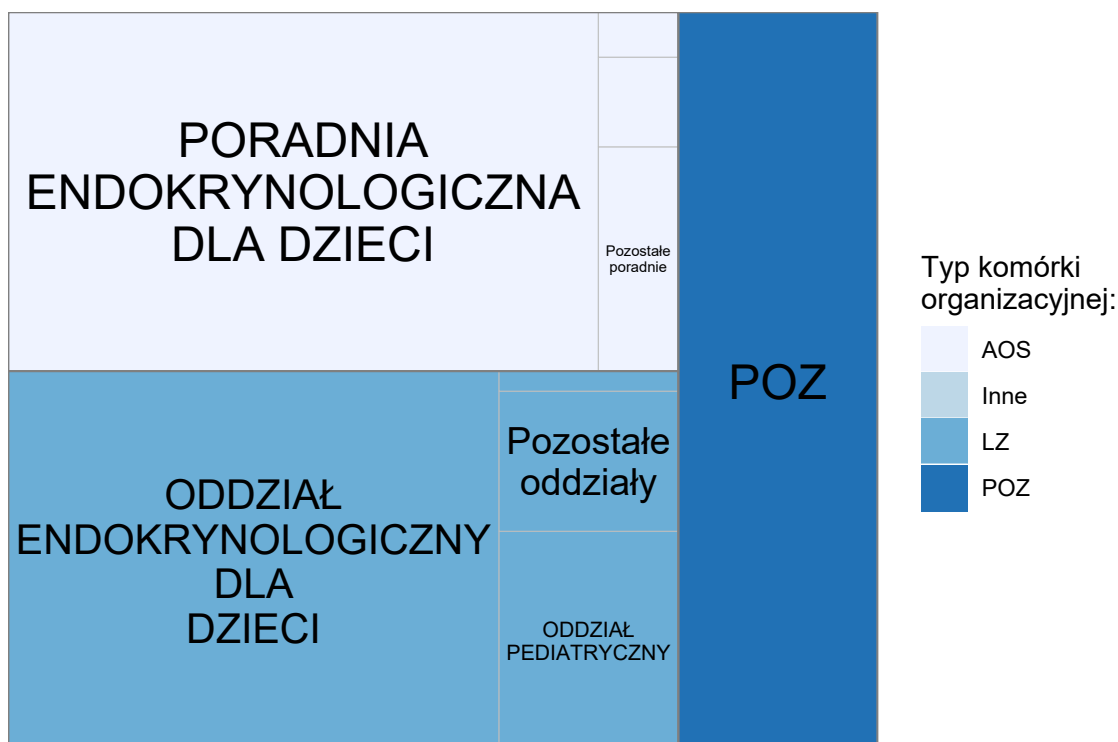 PORADNIA
ENDOKRYNOLOGICZNA
DLA DZIECI
Pozostałe
poradnie
POZ
ODDZIAŁ
ENDOKRYNOLOGICZNY
DLA
DZIECI
Pozostałe
oddziały
ODDZIAŁ
PEDIATRYCZNY
Typ komórki
organizacyjnej:
AOS
Inne
LZ
POZ